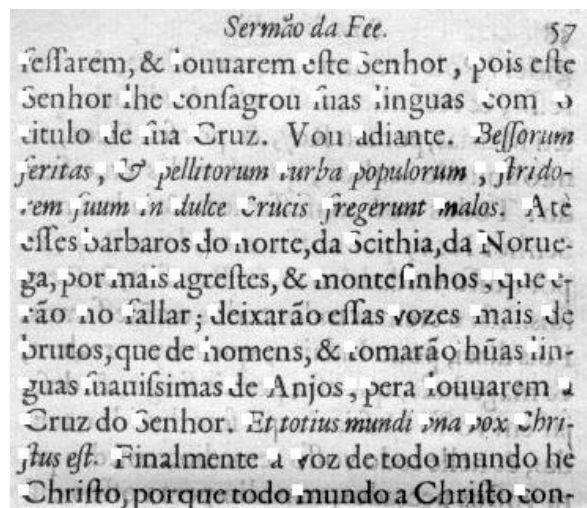 Sermão da Fee. 57
feſſarem, & louuarem eſte Senhor, pois eſte
Senhor lhe conſagrou ſuas linguas com o
titulo de ſua Cruz. Vou adiante. Beſſorum
feritas, & pellitorum turba populorum, ſtrido-
rem ſuum in dulce Crucis fregerunt malos. Atè
eſſes barbaros do norte, da Scithia, da Norue-
ga, por mais agreſtes, & monteſinhos, que e-
rão no fallar; deixarão eſſas vozes mais de
brutos, que de homens, & tomarão hũas lin-
guas ſuauiſsimas de Anjos, pera louuarem a
Cruz do Senhor. Et totius mundi vna vox Chri-
ſtus eſt. Finalmente a voz de todo mundo he
Chriſto, porque todo mundo a Chriſto con-